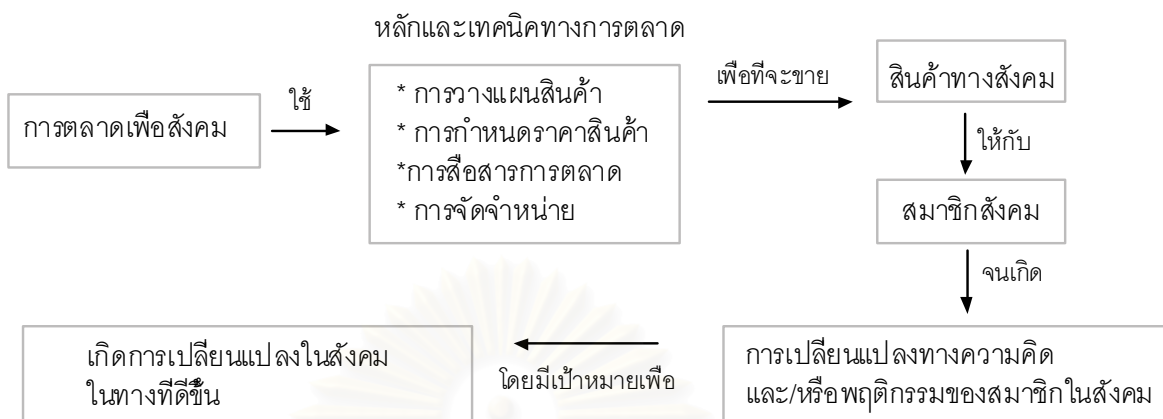 หลักและเทคนิคทางการตลาด
การตลาดเพื่อสังคม
ใช้
* การวางแผนสินค้า
* การกำหนดราคาสินค้า
*การสื่อสารการตลาด
* การจัดจำหน่าย
เพื่อที่จะขาย
สินค้าทางสังคม
ให้กับ
สมาชิกสังคม
จนเกิด
การเปลี่ยนแปลงทางความคิด
และ/หรือพฤติกรรมของสมาชิกในสังคม
โดยมีเป้าหมายเพื่อ
เกิดการเปลี่ยนแปลงในสังคม
ในทางที่ดีขึ้น